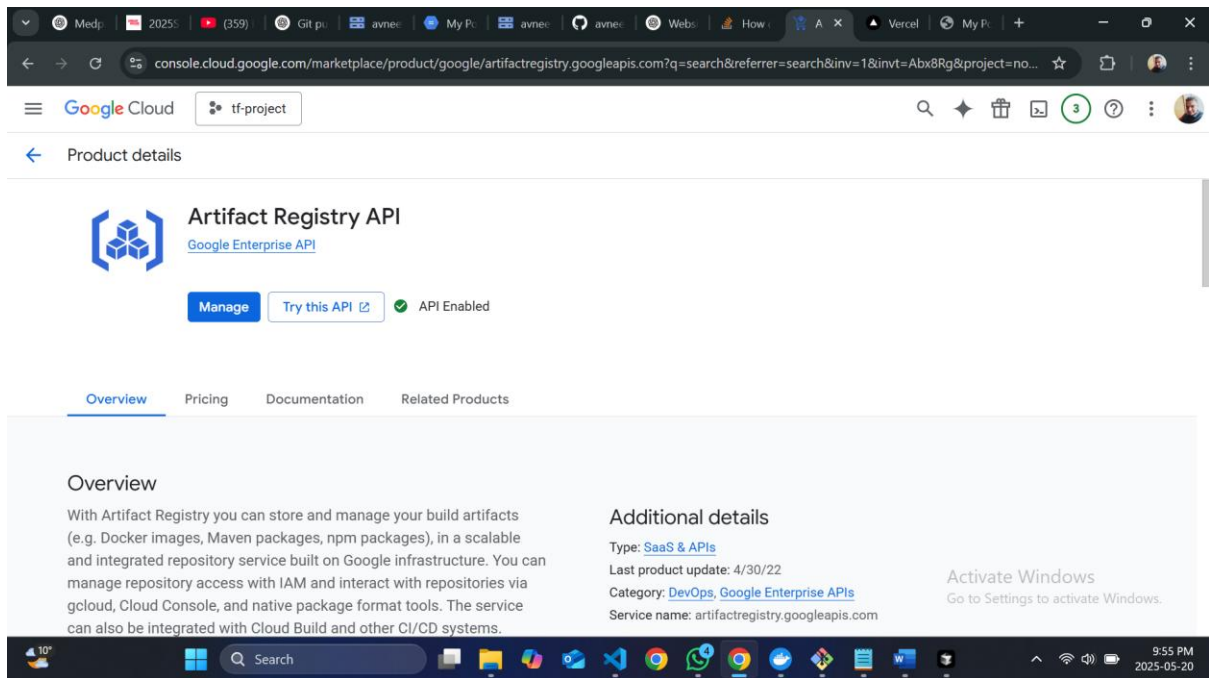 Medp
2025S
(359)
Git pu
avnee
My Po
avnee
avnee
Webs
How
A
Vercel
My Po
console.cloud.google.com/marketplace/product/google/artifactregistry.googleapis.com?q=search&referrer=search&inv=1&invt=Abx8Rg&project=no...
Google Cloud
tf-project
3
Product details
Artifact Registry API
Google Enterprise API
Manage
Try this API
API Enabled
Overview
Pricing
Documentation
Related Products
Overview
With Artifact Registry you can store and manage your build artifacts
(e.g. Docker images, Maven packages, npm packages), in a scalable
and integrated repository service built on Google infrastructure. You can
manage repository access with IAM and interact with repositories via
gcloud, Cloud Console, and native package format tools. The service
can also be integrated with Cloud Build and other CI/CD systems.
Additional details
Type: SaaS & APIs
Last product update: 4/30/22
Category: DevOps, Google Enterprise APIs
Service name: artifactregistry.googleapis.com
Activate Windows
Go to Settings to activate Windows.
10°
Search
9:55 PM
2025-05-20